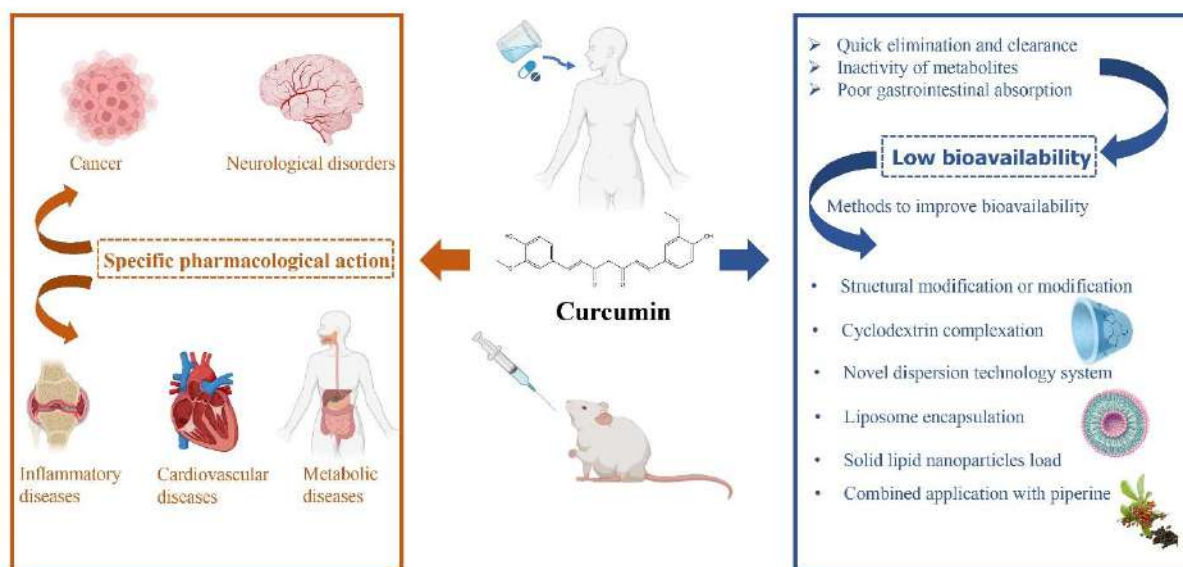 Cancer
Neurological disorders
Specific pharmacological action
Inflammatory
diseases
Cardiovascular
diseases
Metabolic
diseases
HO
OH
Curcumin
➢ Quick elimination and clearance
➢ Inactivity of metabolites
➢ Poor gastrointestinal absorption
Low bioavailability
Methods to improve bioavailability
• Structural modification or modification
• Cyclodextrin complexation
• Novel dispersion technology system
• Liposome encapsulation
• Solid lipid nanoparticles load
• Combined application with piperine